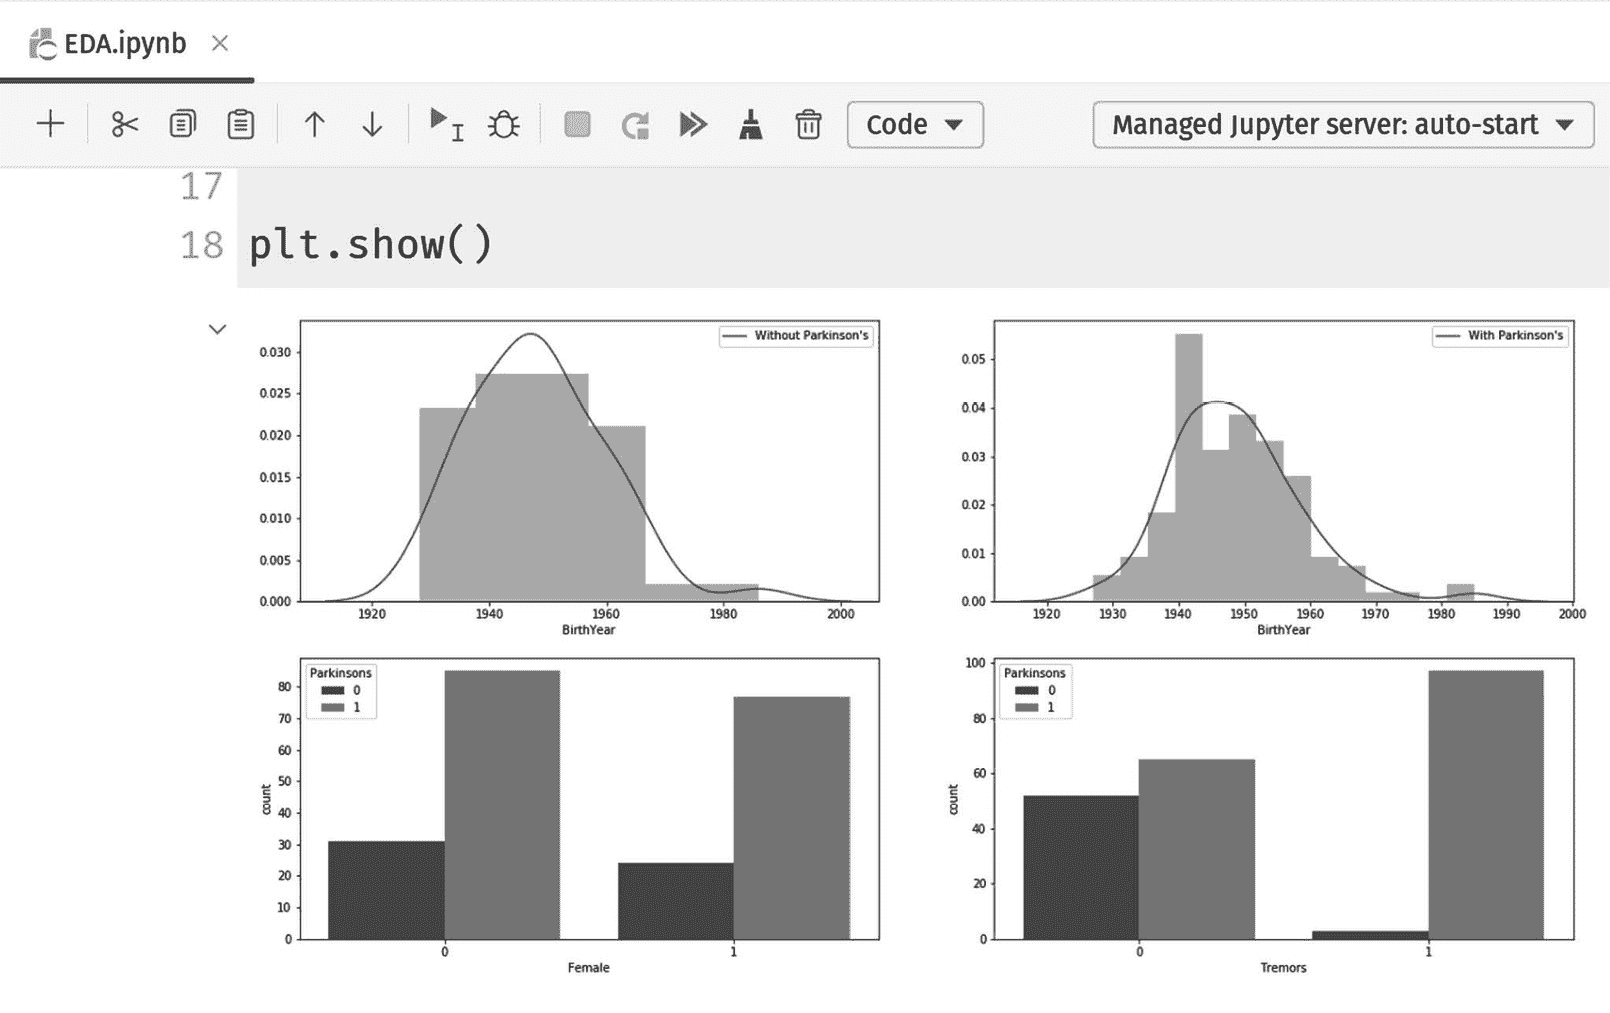 EDA.ipynb
Code
Managed Jupyter server: auto-start
17
18 plt.show()
Without Parkinson's
0.030
0.025
0.020
0.015
0.010
0.005
0.000
1920 1940 1960 1980 2000
BirthYear
With Parkinson's
0.05
0.04
0.03
0.02
0.01
0.00
1920 1930 1940 1950 1960 1970 1980 1990 2000
BirthYear
Parkinsons
0
1
80
70
60
50
40
30
20
10
0
count
0 1
Female
Parkinsons
0
1
100
80
60
40
20
0
count
0 1
Tremors